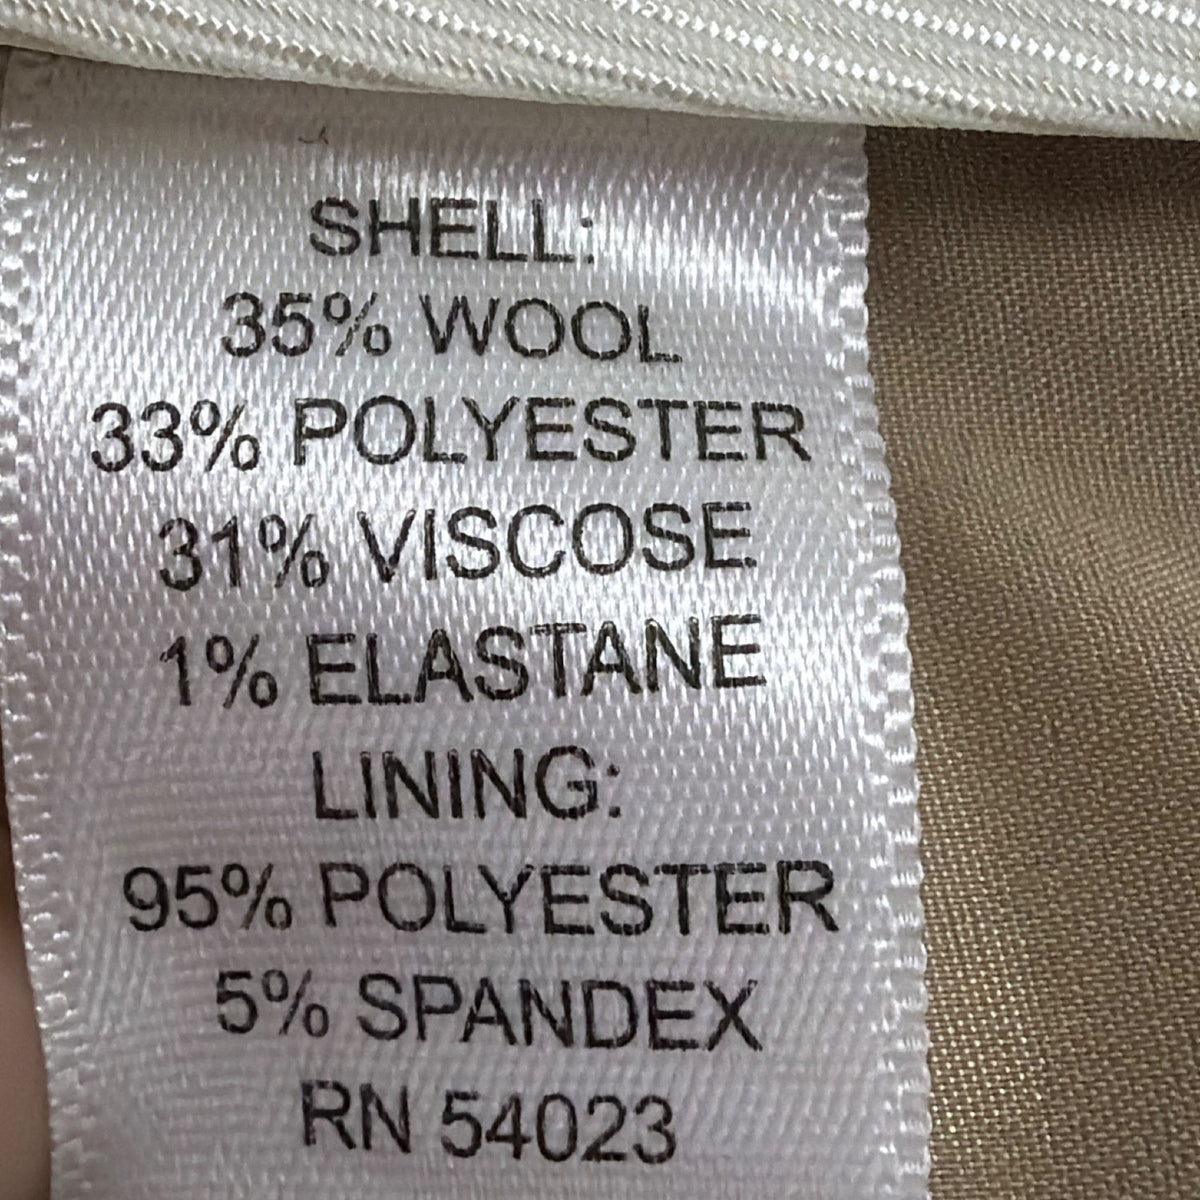 SHELL:
35% WOOL
33% POLYESTER
31% VISCOSE
1% ELASTANE
LINING:
95% POLYESTER
5% SPANDEX
RN 54023